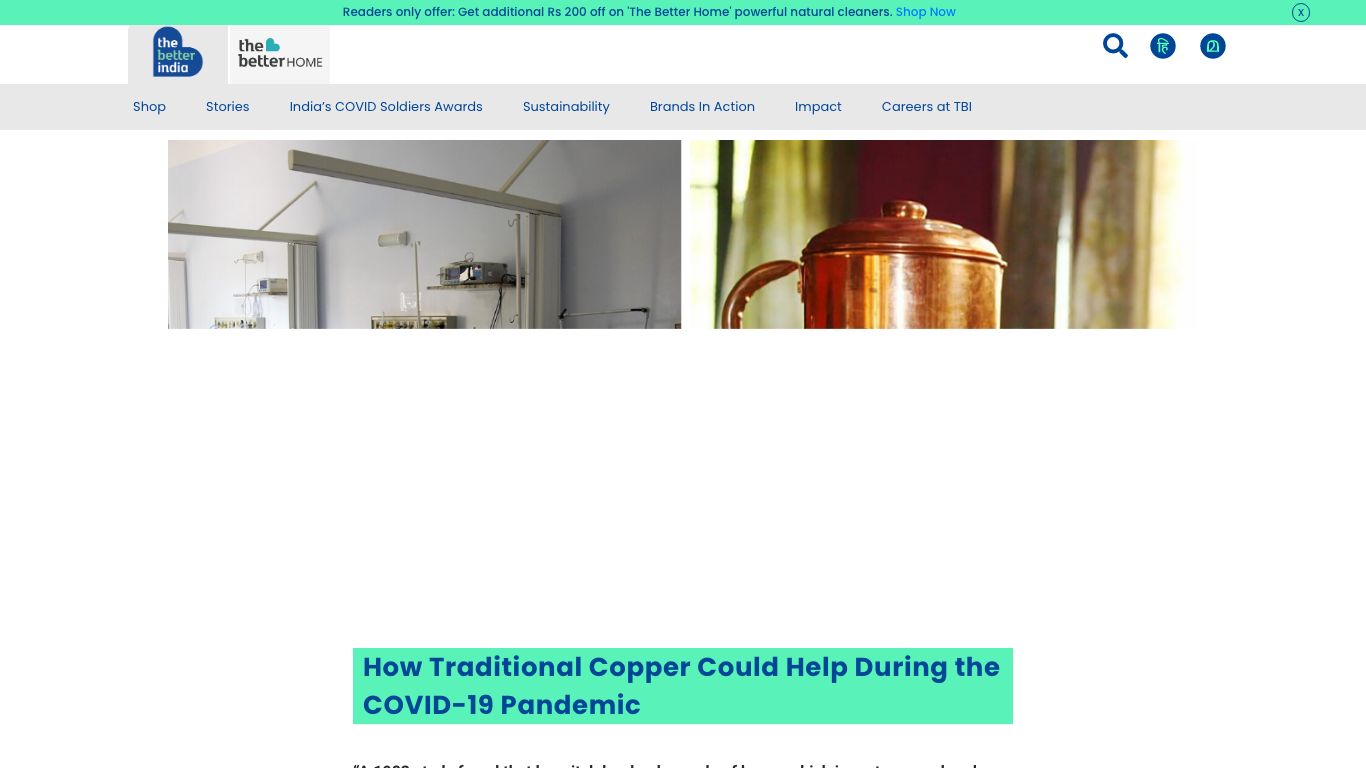 Readers only offer: Get additional Rs 200 off on 'The Better Home' powerful natural cleaners. Shop Now
X
the
better
india
the
better HOME
हि
മ
Shop
Stories
India’s COVID Soldiers Awards
Sustainability
Brands In Action
Impact
Careers at TBI
How Traditional Copper Could Help During the
COVID-19 Pandemic